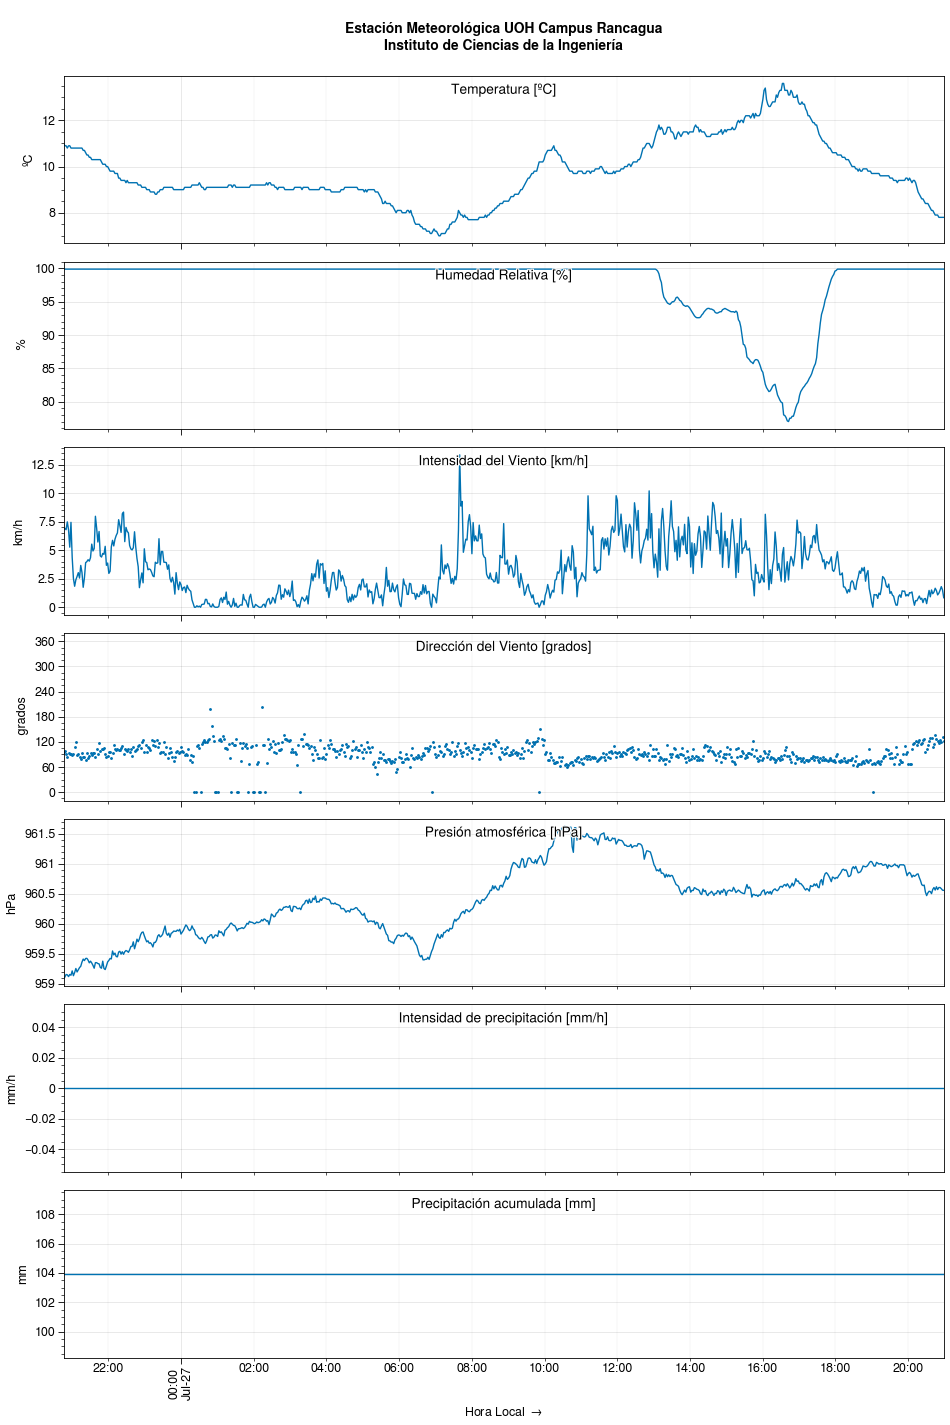 Estación Meteorológica UOH Campus Rancagua
Instituto de Ciencias de la Ingeniería
Temperatura [ºC]
12
10
8
ºC
Humedad Relativa [%]
100
95
90
85
80
%
Intensidad del Viento [km/h]
12.5
10
7.5
5
2.5
0
km/h
Dirección del Viento [grados]
360
300
240
180
120
60
0
grados
Presión atmosférica [hPa]
961.5
961
960.5
960
959.5
959
hPa
Intensidad de precipitación [mm/h]
0.04
0.02
0
−0.02
−0.04
mm/h
Precipitación acumulada [mm]
108
106
104
102
100
mm
22:00
00:00
Jul-27
02:00
04:00
06:00
08:00
10:00
12:00
14:00
16:00
18:00
20:00
Hora Local →